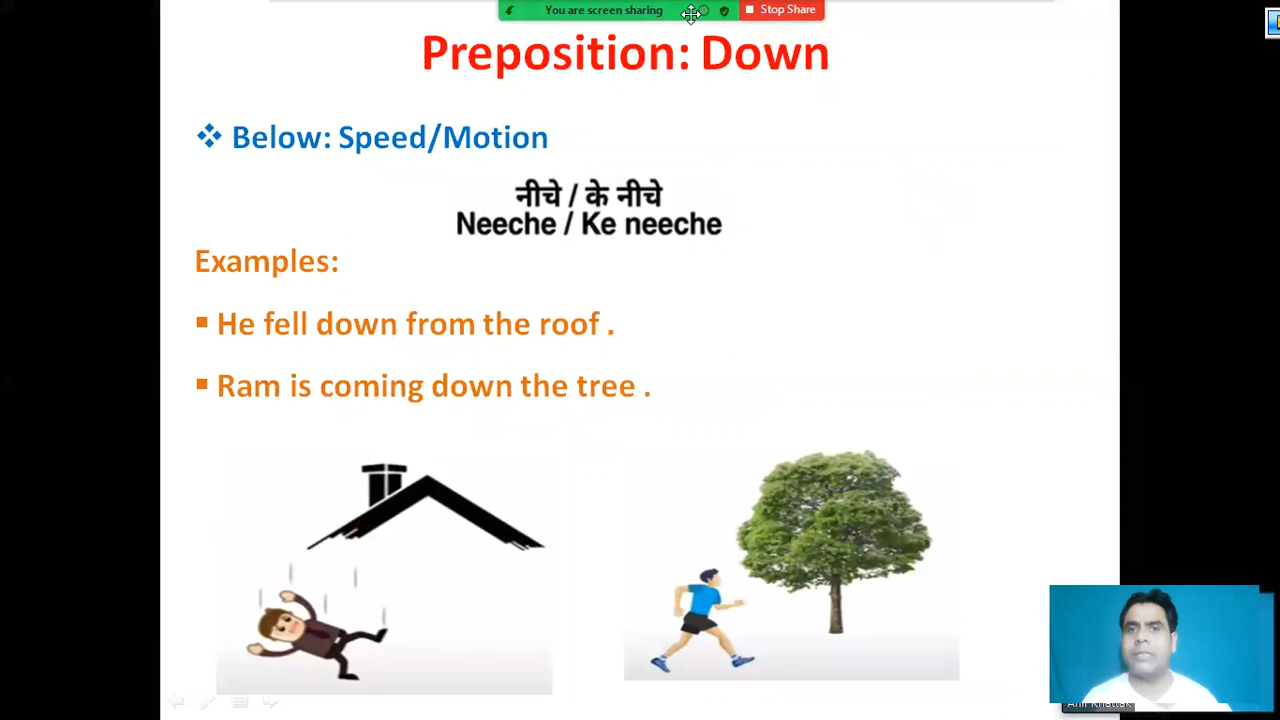 You are screen sharing
Stop Share
Preposition: Down
Below: Speed/Motion
नीचे / के नीचे
Neeche / Ke neeche
Examples:
He fell down from the roof .
Ram is coming down the tree .